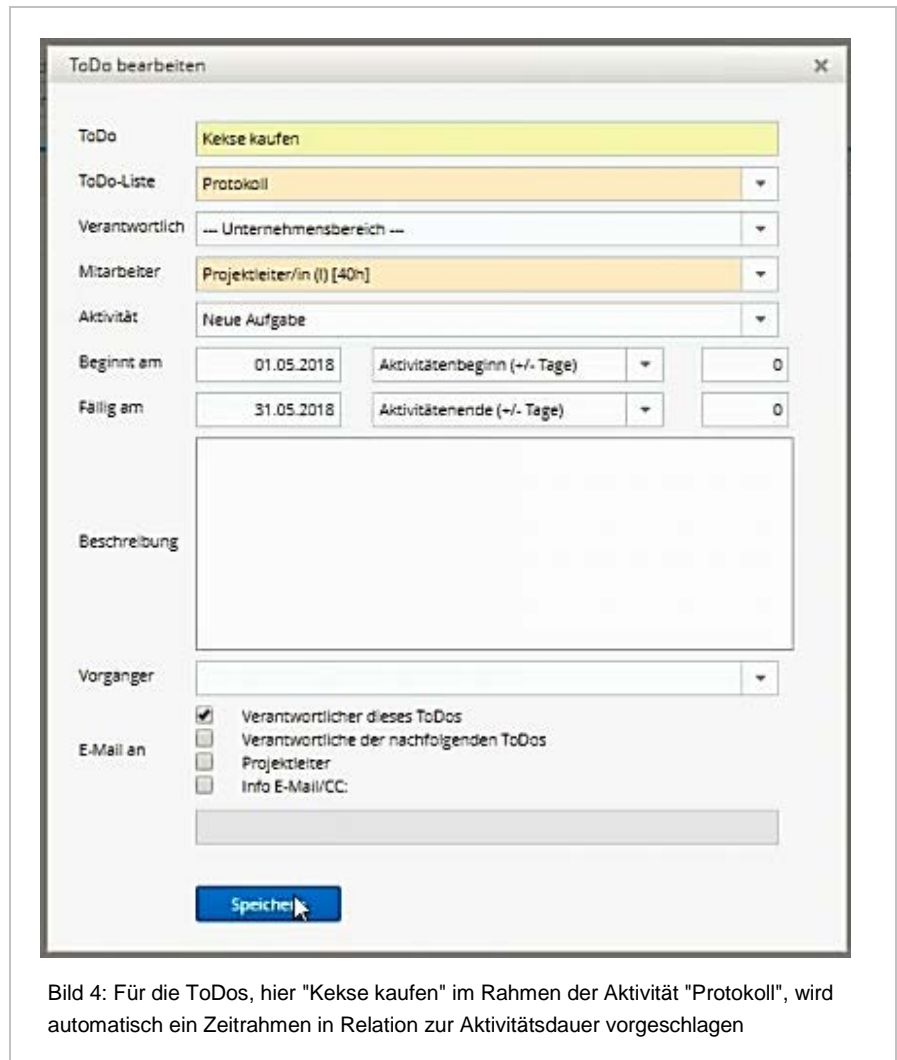 ToDo bearbeiten
ToDo Kekse kaufen
ToDo-Liste Protokoll
Verantwortlich --- Unternehmensbereich ---
Mitarbeiter Projektleiter/in (I) [40h]
Aktivität Neue Aufgabe
Beginnt am 01.05.2018 Aktivitätenbeginn (+/- Tage) 0
Fällig am 31.05.2018 Aktivitätenende (+/- Tage) 0
Beschreibung
Vorgänger
E-Mail an
Verantwortlicher dieses ToDos
Verantwortliche der nachfolgenden ToDos
Projektleiter
Info E-Mail/CC:
Speichern
Bild 4: Für die ToDos, hier "Kekse kaufen" im Rahmen der Aktivität "Protokoll", wird
automatisch ein Zeitrahmen in Relation zur Aktivitätsdauer vorgeschlagen